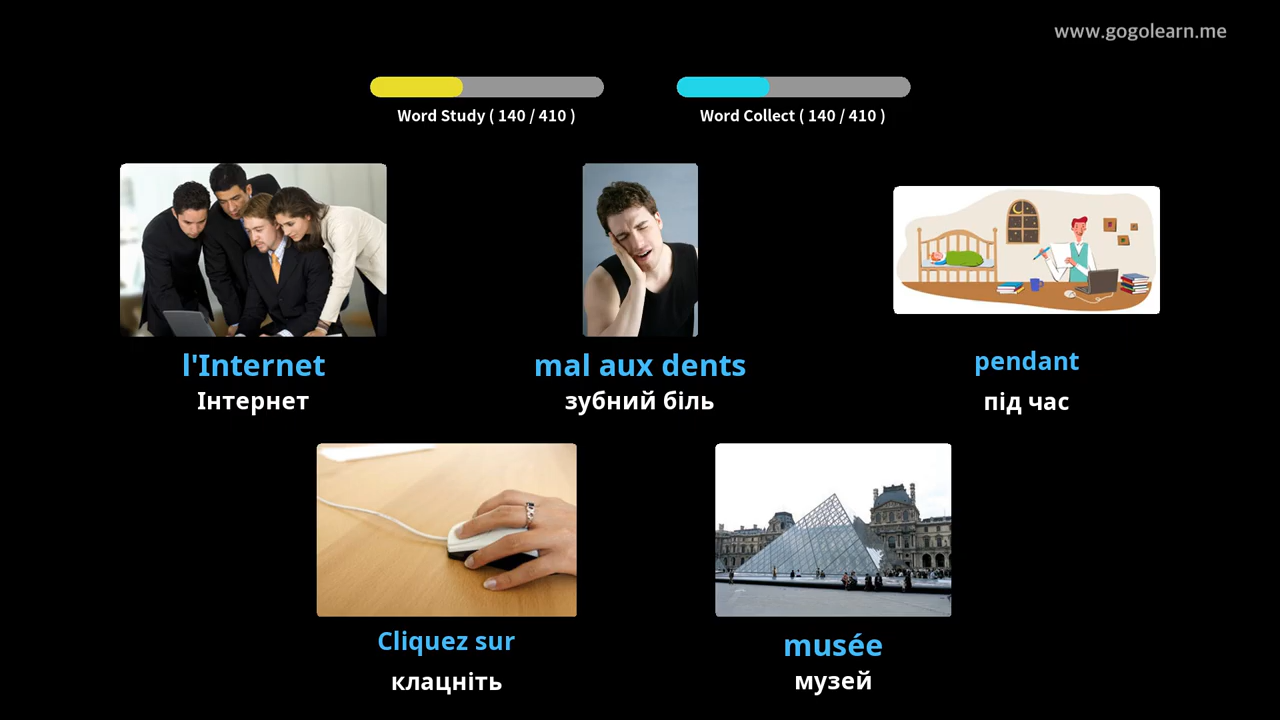 www.gogolearn.me
Word Study ( 140 / 410 )
Word Collect ( 140 / 410 )
l'Internet
Інтернет
mal aux dents
зубний біль
pendant
під час
Cliquez sur
клацніть
musée
музей